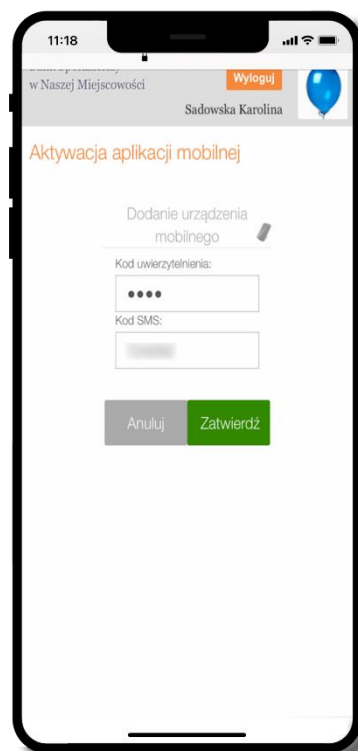 11:18
w Naszej Miejscowości
Wyloguj
Sadowska Karolina
Aktywacja aplikacji mobilnej
Dodanie urządzenia
mobilnego
Kod uwierzytelnienia:
••••
Kod SMS:
Anuluj
Zatwierdź